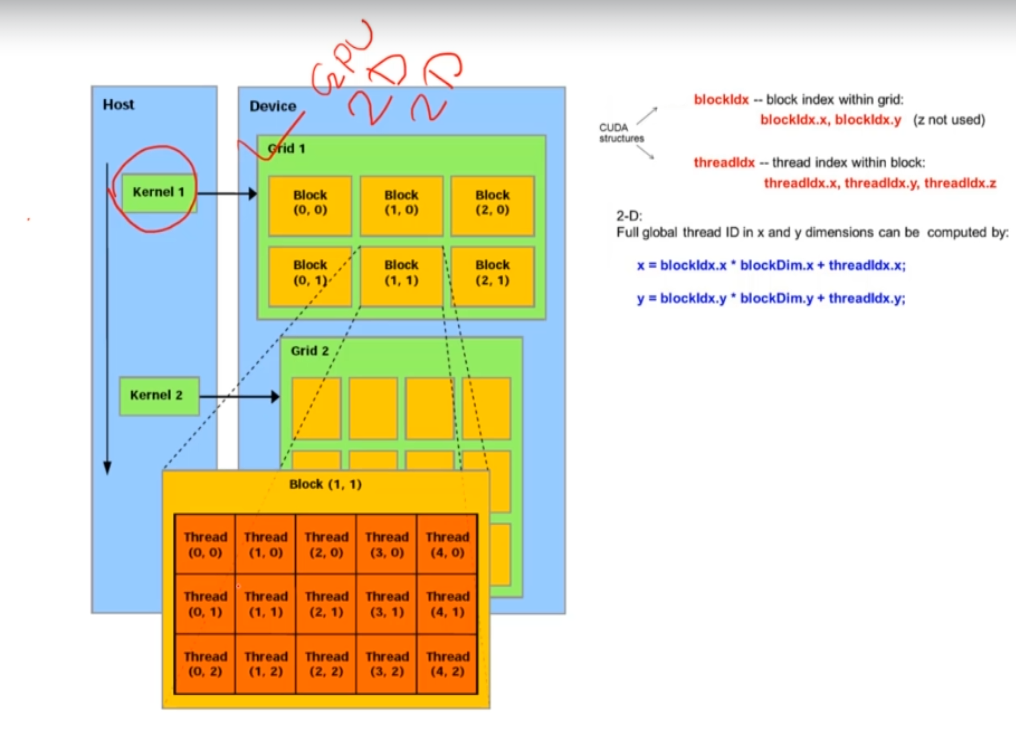 GPU
2D
2D
Host
Device
Grid 1
Kernel 1
Block
(0, 0)
Block
(1, 0)
Block
(2, 0)
Block
(0, 1)
Block
(1, 1)
Block
(2, 1)
Grid 2
Kernel 2
Block (1, 1)
Thread
(0, 0)
Thread
(1, 0)
Thread
(2, 0)
Thread
(3, 0)
Thread
(4, 0)
Thread
(0, 1)
Thread
(1, 1)
Thread
(2, 1)
Thread
(3, 1)
Thread
(4, 1)
Thread
(0, 2)
Thread
(1, 2)
Thread
(2, 2)
Thread
(3, 2)
Thread
(4, 2)
CUDA
structures
blockIdx -- block index within grid:
blockIdx.x, blockIdx.y (z not used)
threadIdx -- thread index within block:
threadIdx.x, threadIdx.y, threadIdx.z
2-D:
Full global thread ID in x and y dimensions can be computed by:
x = blockIdx.x * blockDim.x + threadIdx.x;
y = blockIdx.y * blockDim.y + threadIdx.y;